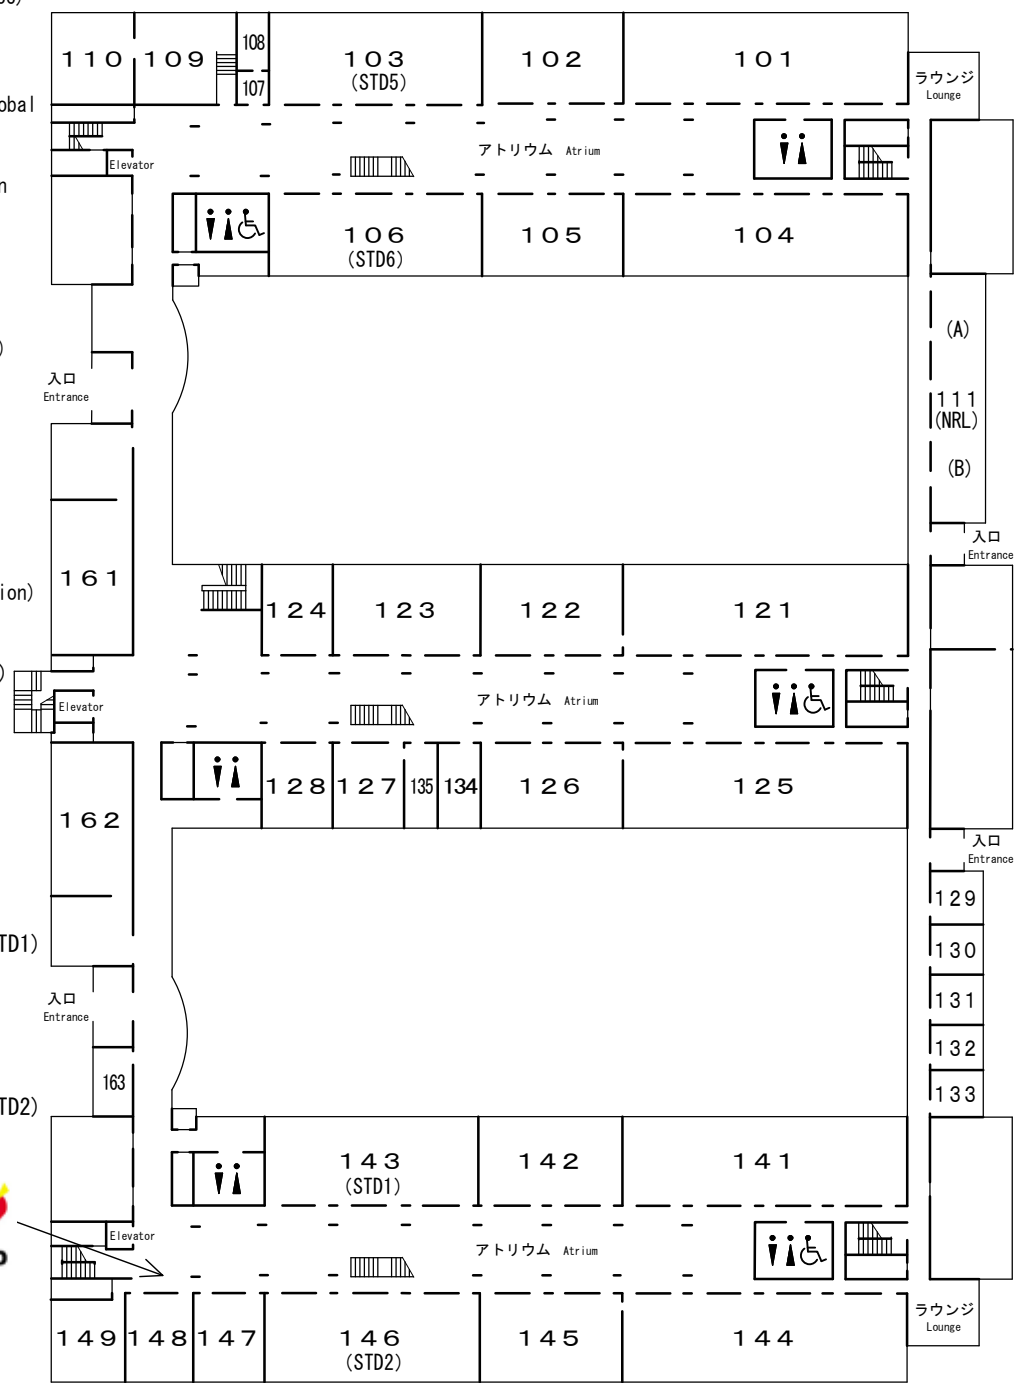 110
109
108
107
103
(STD5)
102
101
ラウンジ
Lounge
obal
アトリウム Atrium
Elevator
n
106
(STD6)
105
104
(A)
)
入口
Entrance
111
(NRL)
(B)
入口
Entrance
161
ion)
124
123
122
121
)
Elevator
アトリウム Atrium
162
128
127
135
134
126
125
入口
Entrance
129
130
131
132
133
TD1)
入口
Entrance
163
TD2)
143
(STD1)
142
141
Elevator
アトリウム Atrium
149
148
147
146
(STD2)
145
144
ラウンジ
Lounge